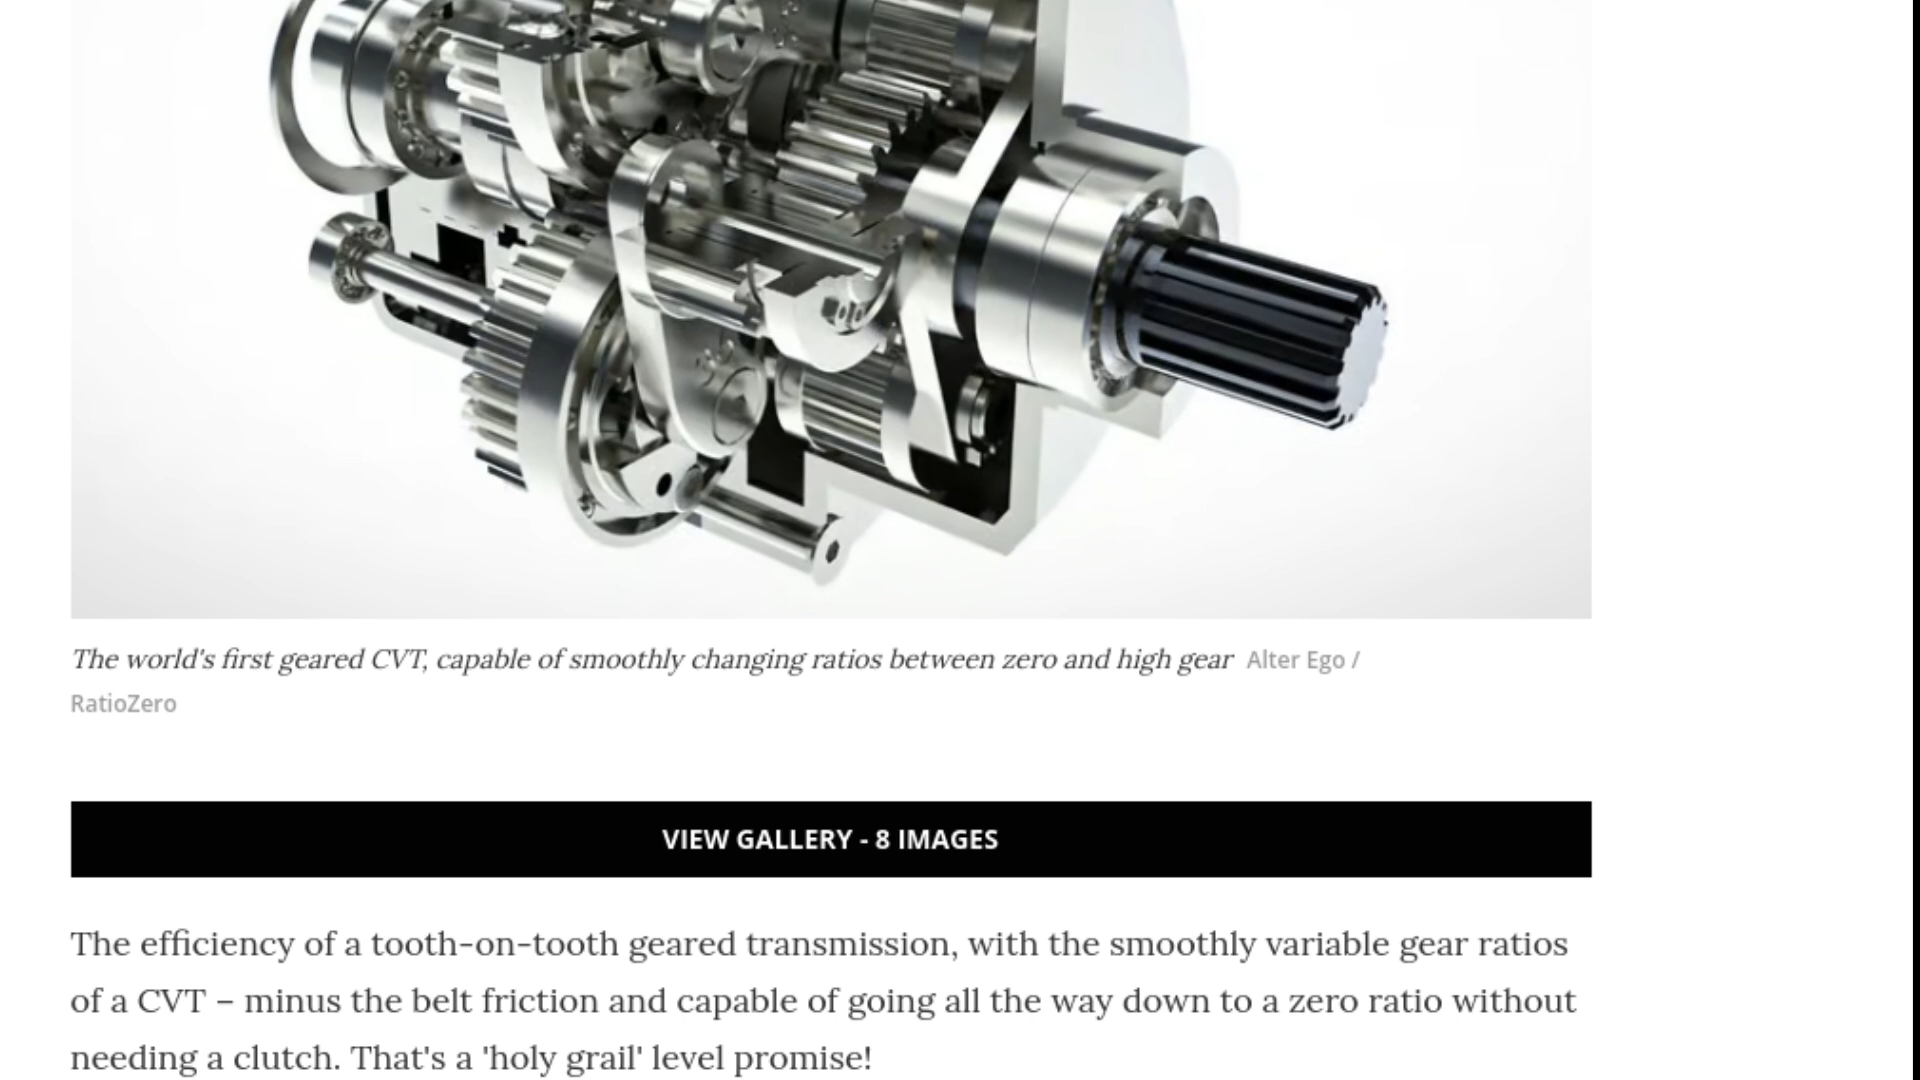 The world's first geared CVT, capable of smoothly changing ratios between zero and high gear Alter Ego /
RatioZero
VIEW GALLERY - 8 IMAGES
The efficiency of a tooth-on-tooth geared transmission, with the smoothly variable gear ratios
of a CVT – minus the belt friction and capable of going all the way down to a zero ratio without
needing a clutch. That's a 'holy grail' level promise!